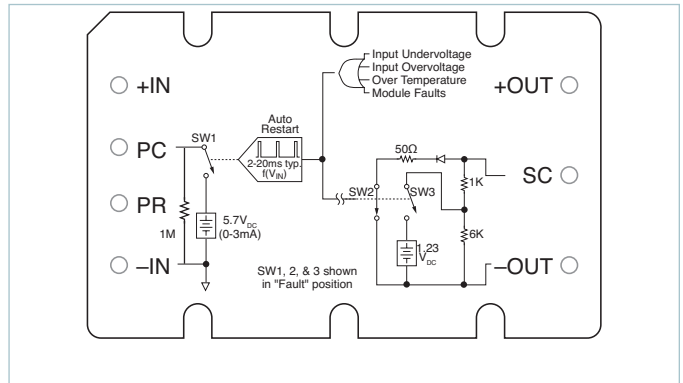 Input Undervoltage
Input Overvoltage
Over Temperature
Module Faults
+IN
+OUT
Auto
Restart
PC
SW1
2-20ms typ.
f(VIN)
50Ω
SC
1K
SW2
SW3
PR
1M
5.7VDC
(0-3mA)
6K
1.23
VDC
–IN
–OUT
SW1, 2, & 3 shown
in "Fault" position